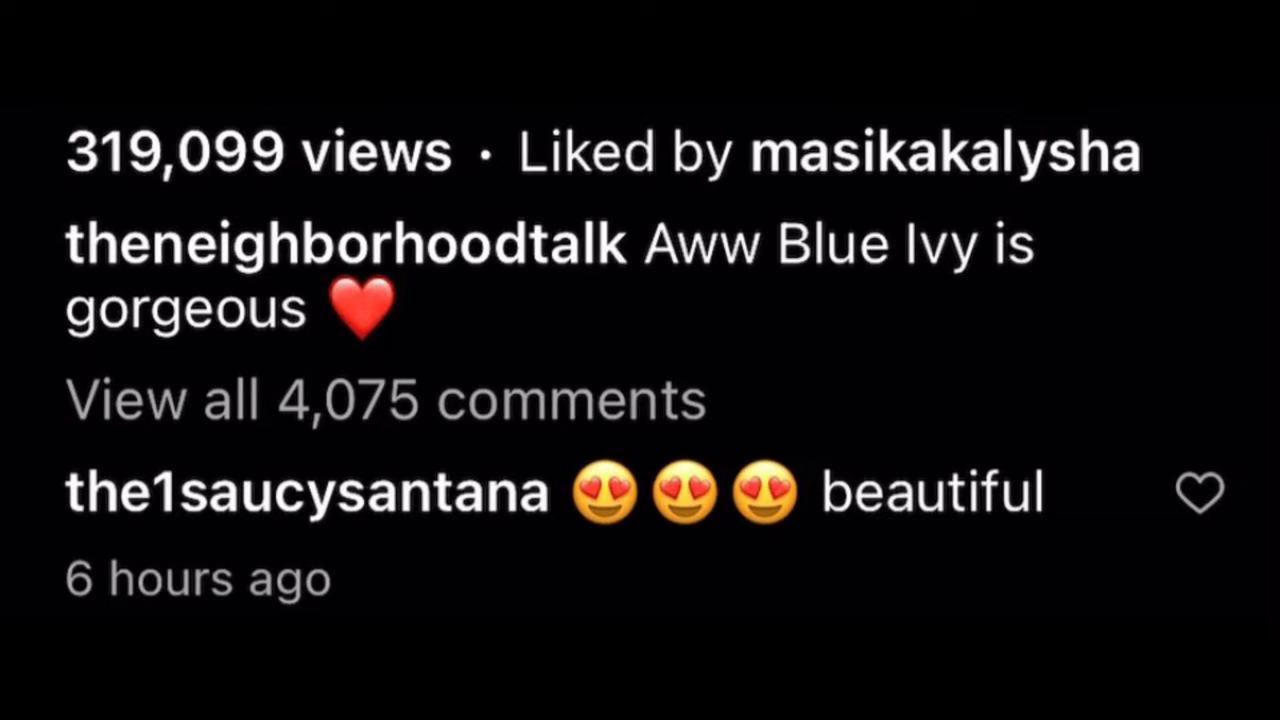 319,099 views · Liked by masikakalysha
theneighborhoodtalk Aww Blue Ivy is
gorgeous ❤️
View all 4,075 comments
the1saucysantana 😍😍😍 beautiful
6 hours ago